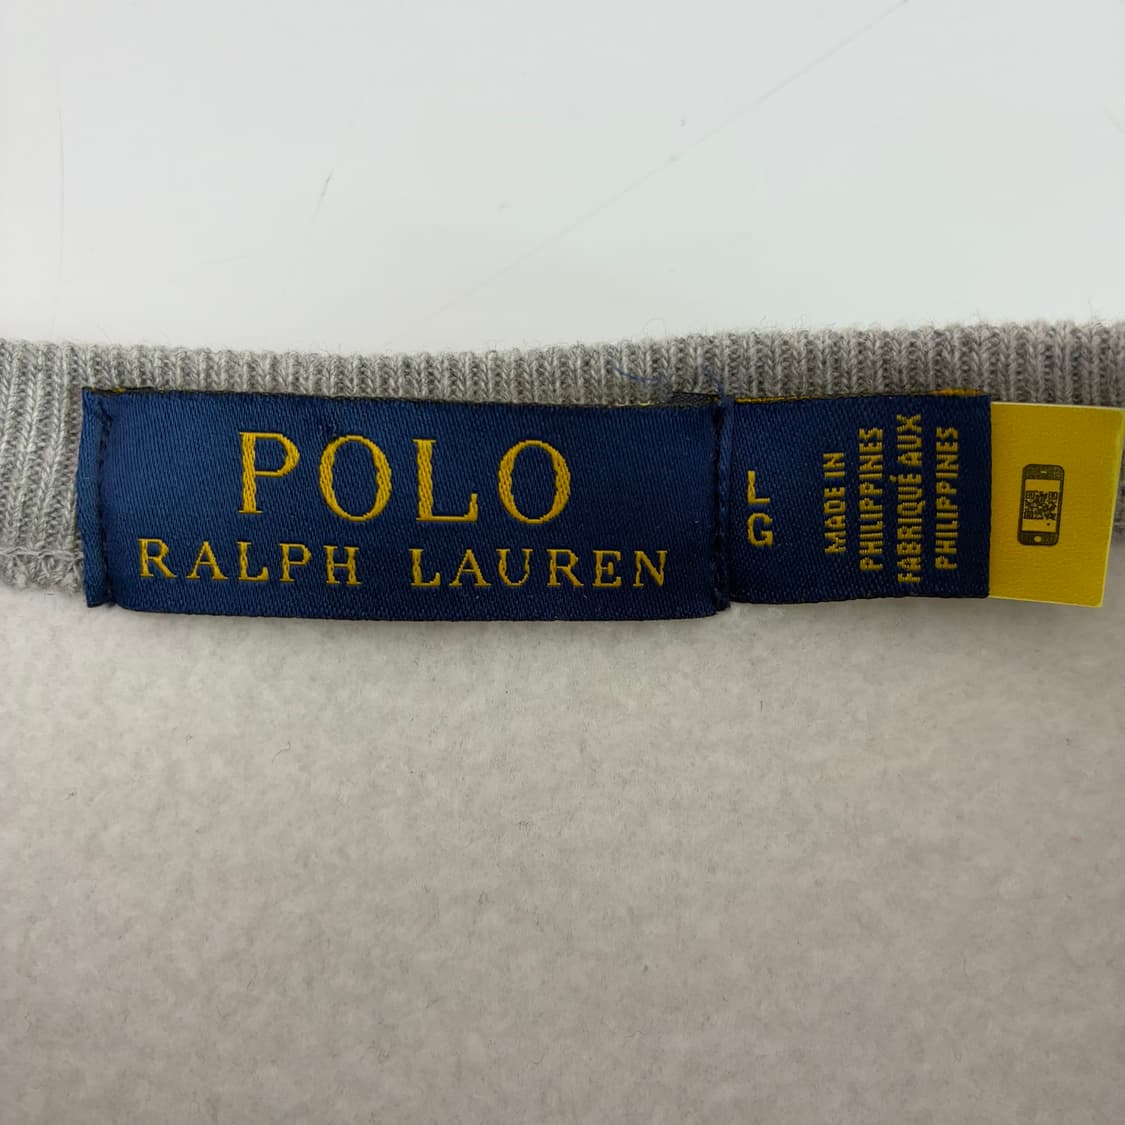 POLO
RALPH LAUREN
L
G
MADE IN
PHILIPPINES
FABRIQUÉ AUX
PHILIPPINES